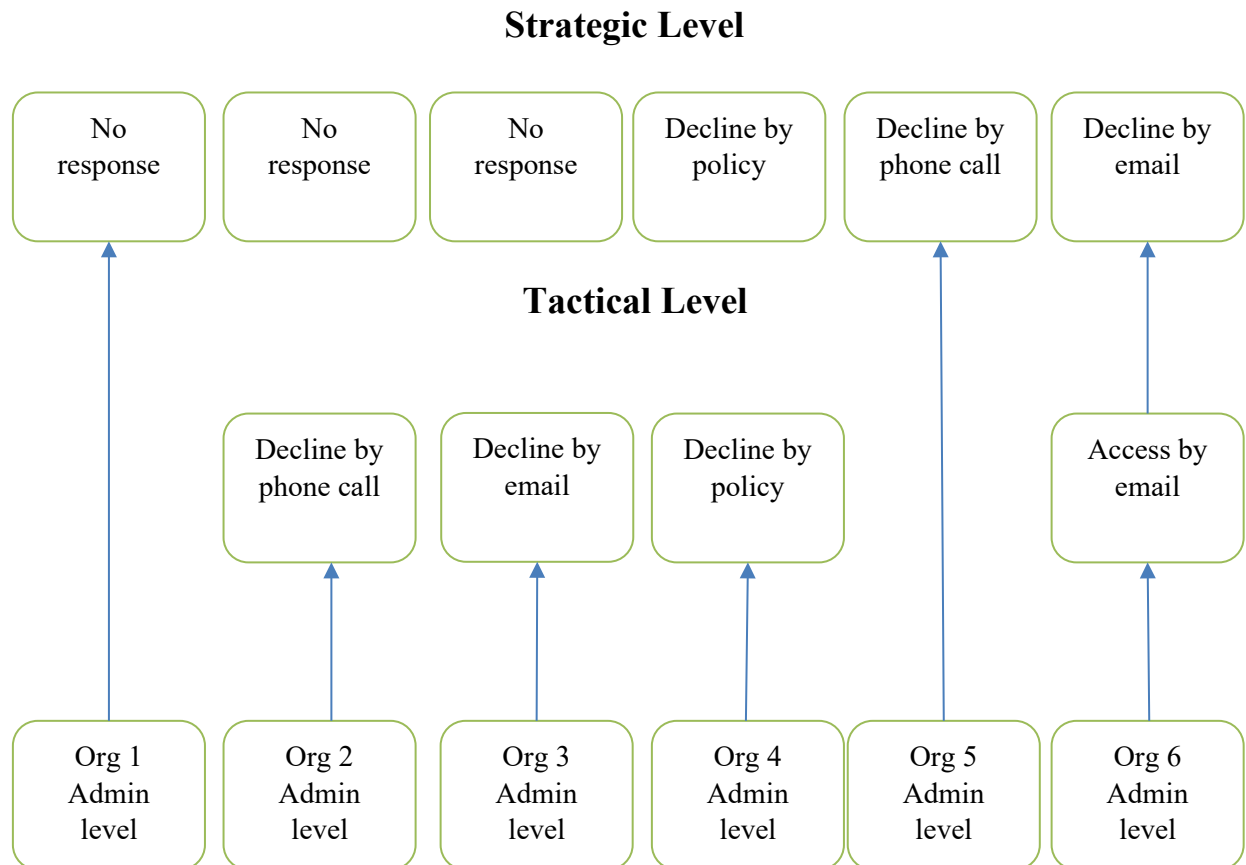 Strategic Level
No
response
No
response
No
response
Decline by
policy
Decline by
phone call
Decline by
email
Tactical Level
Decline by
phone call
Decline by
email
Decline by
policy
Access by
email
Org 1
Admin
level
Org 2
Admin
level
Org 3
Admin
level
Org 4
Admin
level
Org 5
Admin
level
Org 6
Admin
level